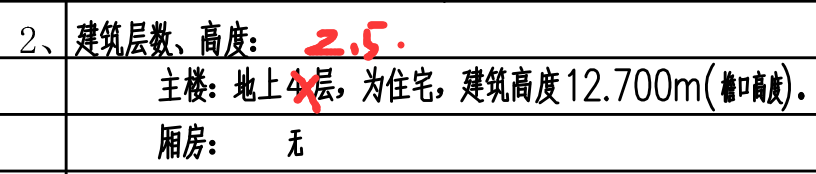 2、建筑层数、高度： 2.5.
主楼：地上4层，为住宅，建筑高度12.700m(檐口高度).
厢房： 无